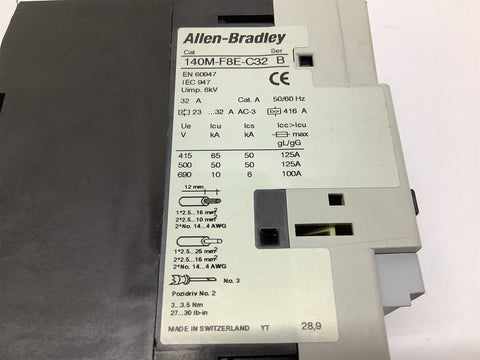 Allen-Bradley
Cat Ser
140M-F8E-C32 B
EN 60947
IEC 947
Uimp. 6kV
CE
32 A Cat. A 50/60 Hz
23 ...32 A AC-3 416 A
Ue Icu Ics Icc>Icu
V kA kA max
gL/gG
415 65 50 125A
500 50 50 125A
690 10 6 100A
12 mm
1*2.5...16 mm²
2*2.5...10 mm²
2*No. 14...4 AWG
1*2.5...25 mm²
2*2.5...16 mm²
2*No. 14...4 AWG
No. 3
Pozidriv No. 2
3...3.5 Nm
27...30 lb-in
MADE IN SWITZERLAND YT 28,9